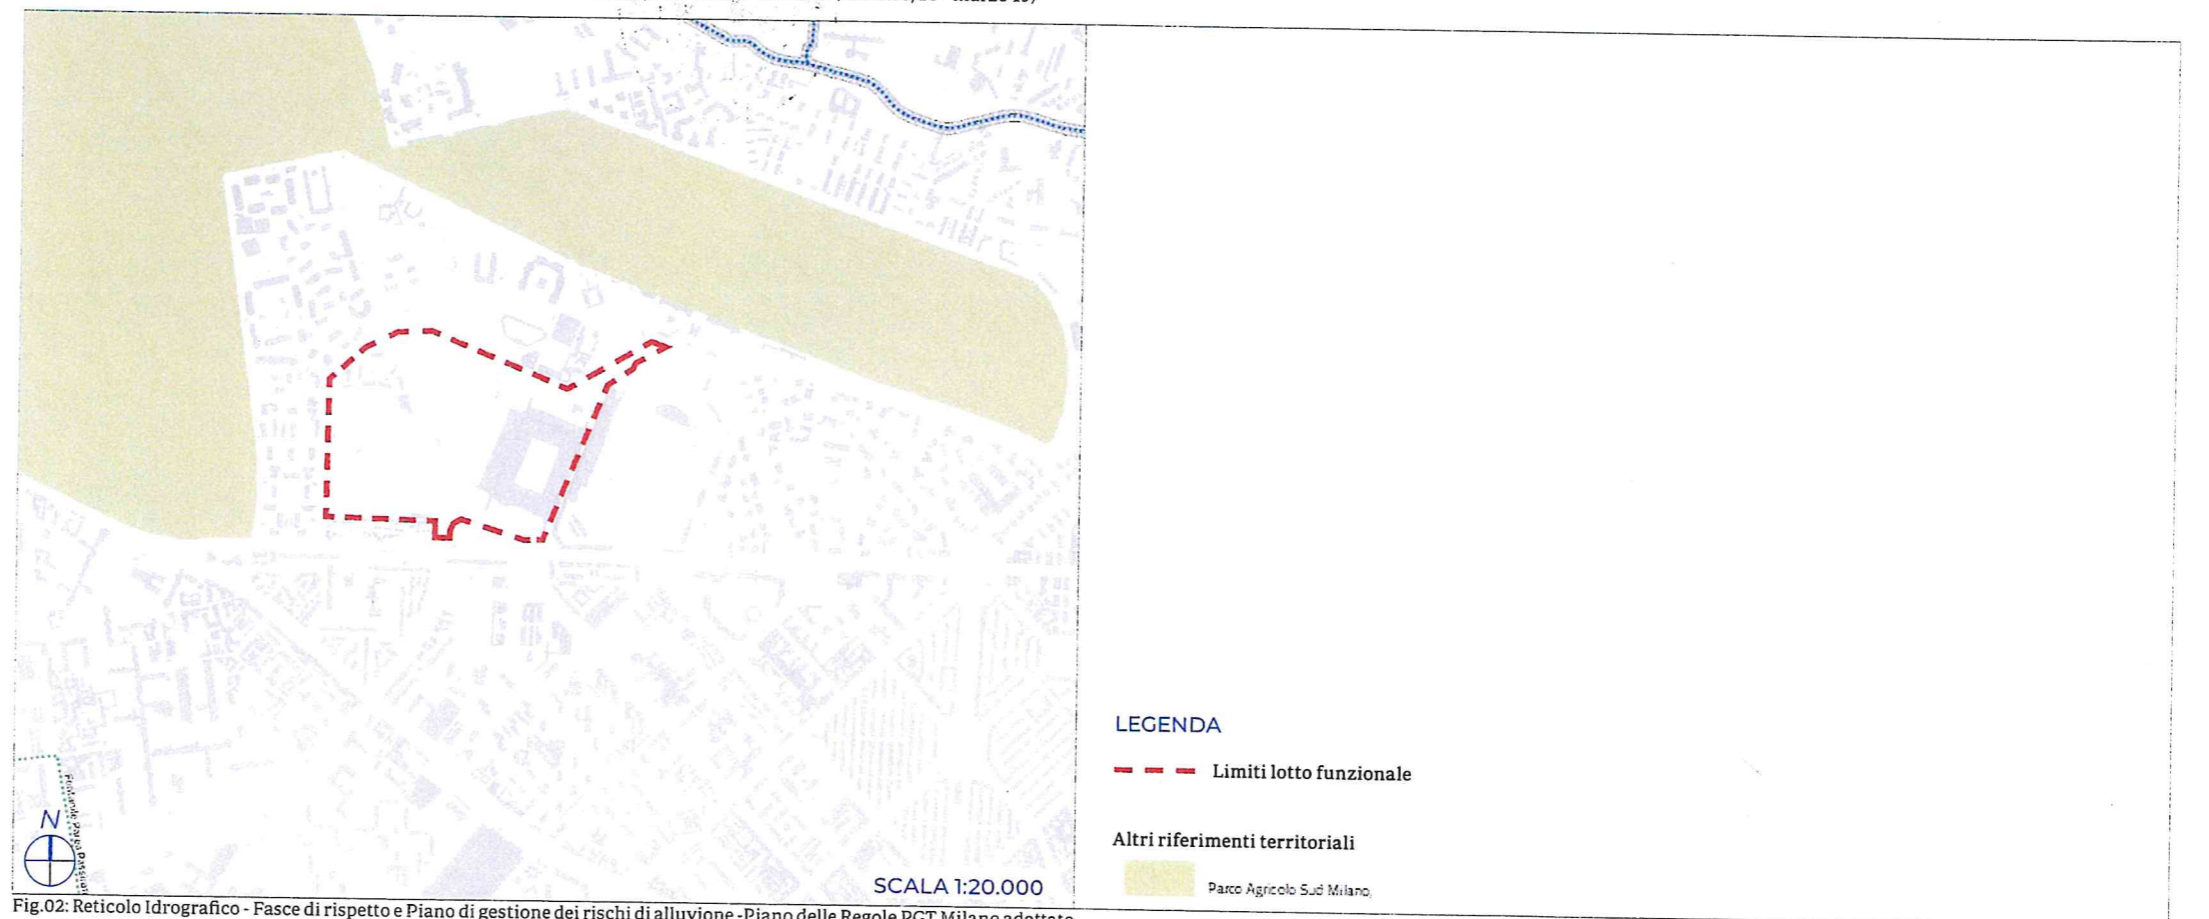 LEGENDA
Limiti lotto funzionale
Altri riferimenti territoriali
Parco Agricolo Sud Milano,
N
SCALA 1:20.000
Fig.02: Reticolo Idrografico - Fasce di rispetto e Piano di gestione dei rischi di alluvione -Piano delle Regole PGT Milano adottato